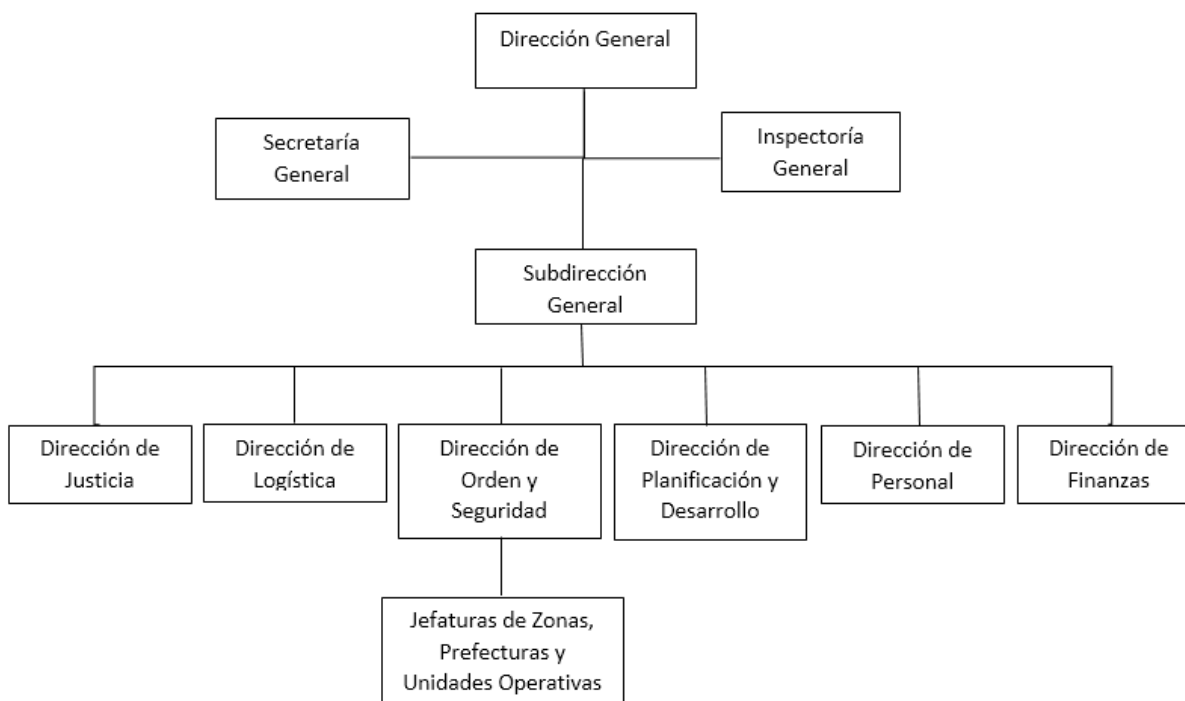 Dirección General
Secretaría
General
Inspectoría
General
Subdirección
General
Dirección de
Justicia
Dirección de
Logística
Dirección de
Orden y
Seguridad
Dirección de
Planificación y
Desarrollo
Dirección de
Personal
Dirección de
Finanzas
Jefaturas de Zonas,
Prefecturas y
Unidades Operativas